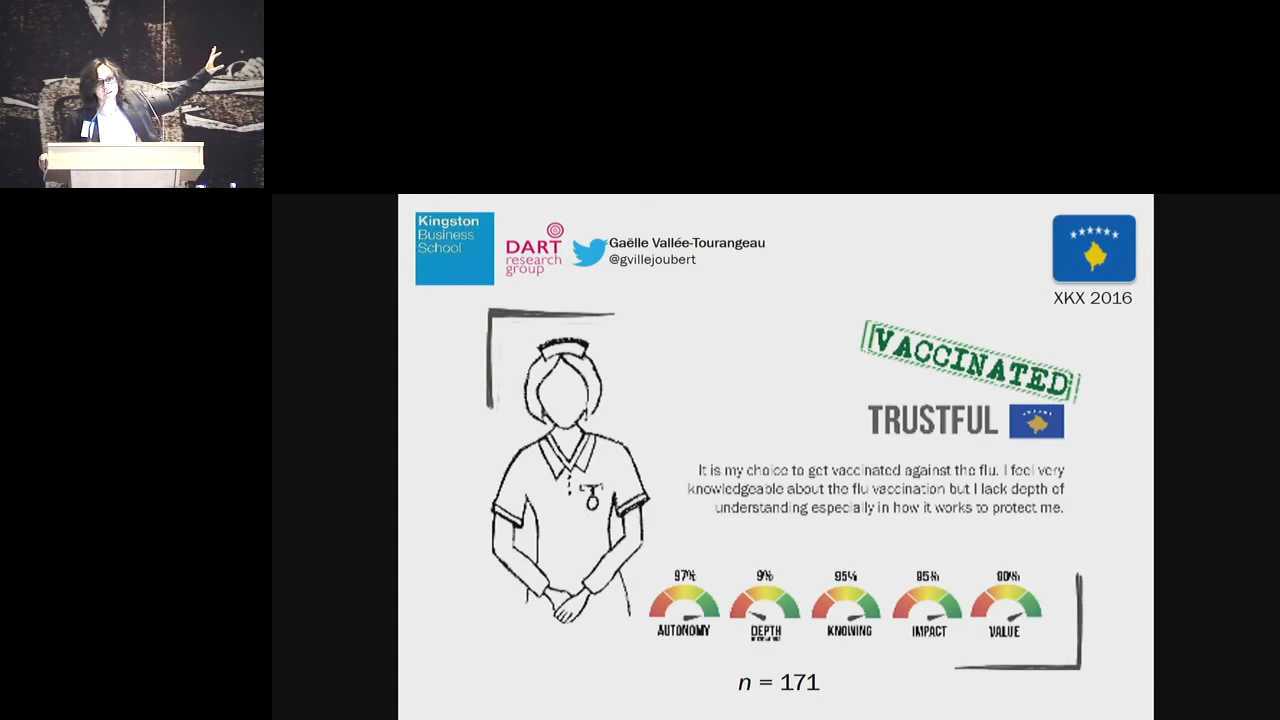 Kingston
Business
School
DART
research
group
Gaëlle Vallée-Tourangeau
@gvillejoubert
XKX 2016
VACCINATED
TRUSTFUL
It is my choice to get vaccinated against the flu. I feel very
knowledgeable about the flu vaccination but I lack depth of
understanding especially in how it works to protect me.
97% 9% 95% 95% 90%
AUTONOMY DEPTH KNOWING IMPACT VALUE
n = 171